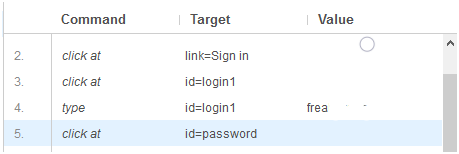 Command Target Value
2. click at link=Sign in
3. click at id=login1
4. type id=login1 frea
5. click at id=password